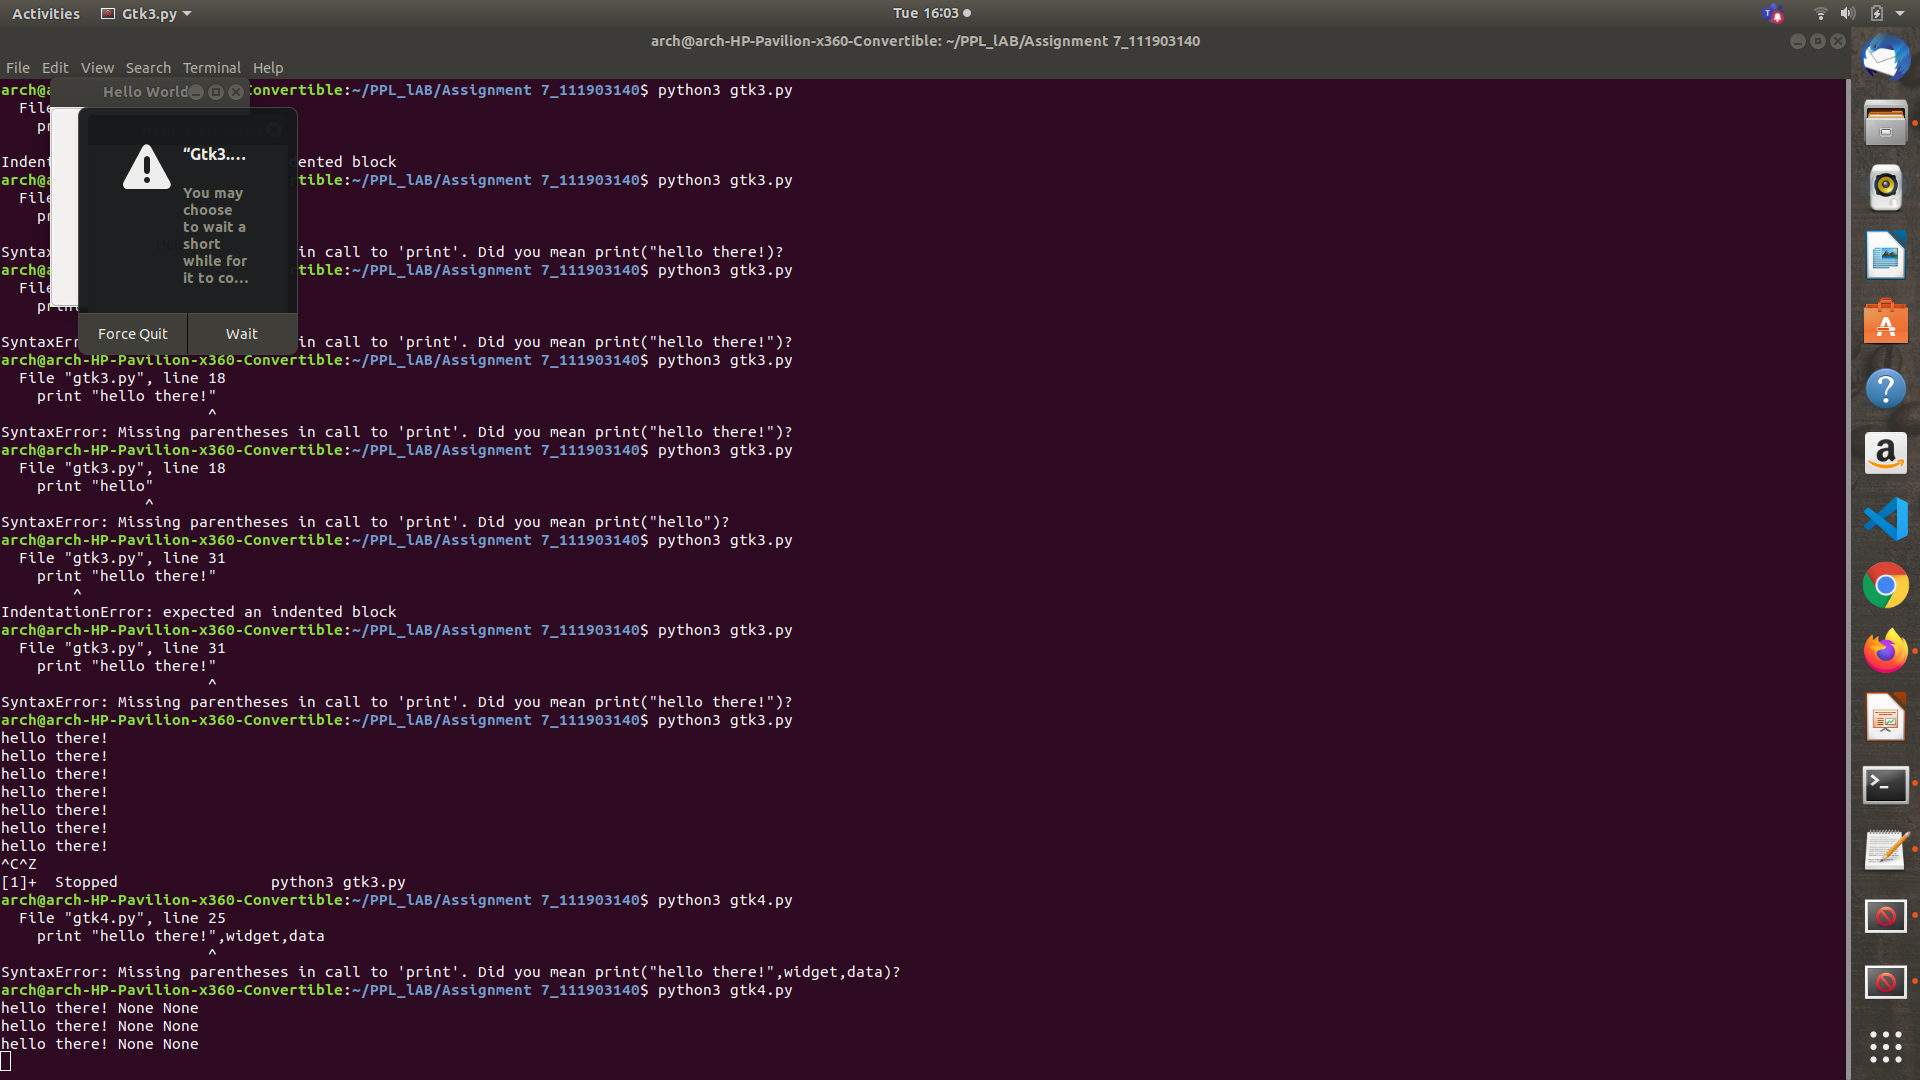 Activities Gtk3.py Tue 16:03
arch@arch-HP-Pavilion-x360-Convertible: ~/PPL_lAB/Assignment 7_111903140
File Edit View Search Terminal Help
Hello World
arch@a convertible:~/PPL_lAB/Assignment 7_111903140$ python3 gtk3.py
File
pr
Indent ented block
arch@a tible:~/PPL_lAB/Assignment 7_111903140$ python3 gtk3.py
File
pr
Syntax in call to 'print'. Did you mean print("hello there!)?
arch@a tible:~/PPL_lAB/Assignment 7_111903140$ python3 gtk3.py
File
print
SyntaxErr in call to 'print'. Did you mean print("hello there!")?
“Gtk3.…
You may
choose
to wait a
short
while for
it to co…
Force Quit Wait
arch@arch-HP-Pavilion-x360-Convertible:~/PPL_lAB/Assignment 7_111903140$ python3 gtk3.py
File "gtk3.py", line 18
print "hello there!"
^
SyntaxError: Missing parentheses in call to 'print'. Did you mean print("hello there!")?
arch@arch-HP-Pavilion-x360-Convertible:~/PPL_lAB/Assignment 7_111903140$ python3 gtk3.py
File "gtk3.py", line 18
print "hello"
^
SyntaxError: Missing parentheses in call to 'print'. Did you mean print("hello")?
arch@arch-HP-Pavilion-x360-Convertible:~/PPL_lAB/Assignment 7_111903140$ python3 gtk3.py
File "gtk3.py", line 31
print "hello there!"
^
IndentationError: expected an indented block
arch@arch-HP-Pavilion-x360-Convertible:~/PPL_lAB/Assignment 7_111903140$ python3 gtk3.py
File "gtk3.py", line 31
print "hello there!"
^
SyntaxError: Missing parentheses in call to 'print'. Did you mean print("hello there!")?
arch@arch-HP-Pavilion-x360-Convertible:~/PPL_lAB/Assignment 7_111903140$ python3 gtk3.py
hello there!
hello there!
hello there!
hello there!
hello there!
hello there!
hello there!
^C^Z
[1]+  Stopped                 python3 gtk3.py
arch@arch-HP-Pavilion-x360-Convertible:~/PPL_lAB/Assignment 7_111903140$ python3 gtk4.py
File "gtk4.py", line 25
print "hello there!",widget,data
^
SyntaxError: Missing parentheses in call to 'print'. Did you mean print("hello there!",widget,data)?
arch@arch-HP-Pavilion-x360-Convertible:~/PPL_lAB/Assignment 7_111903140$ python3 gtk4.py
hello there! None None
hello there! None None
hello there! None None